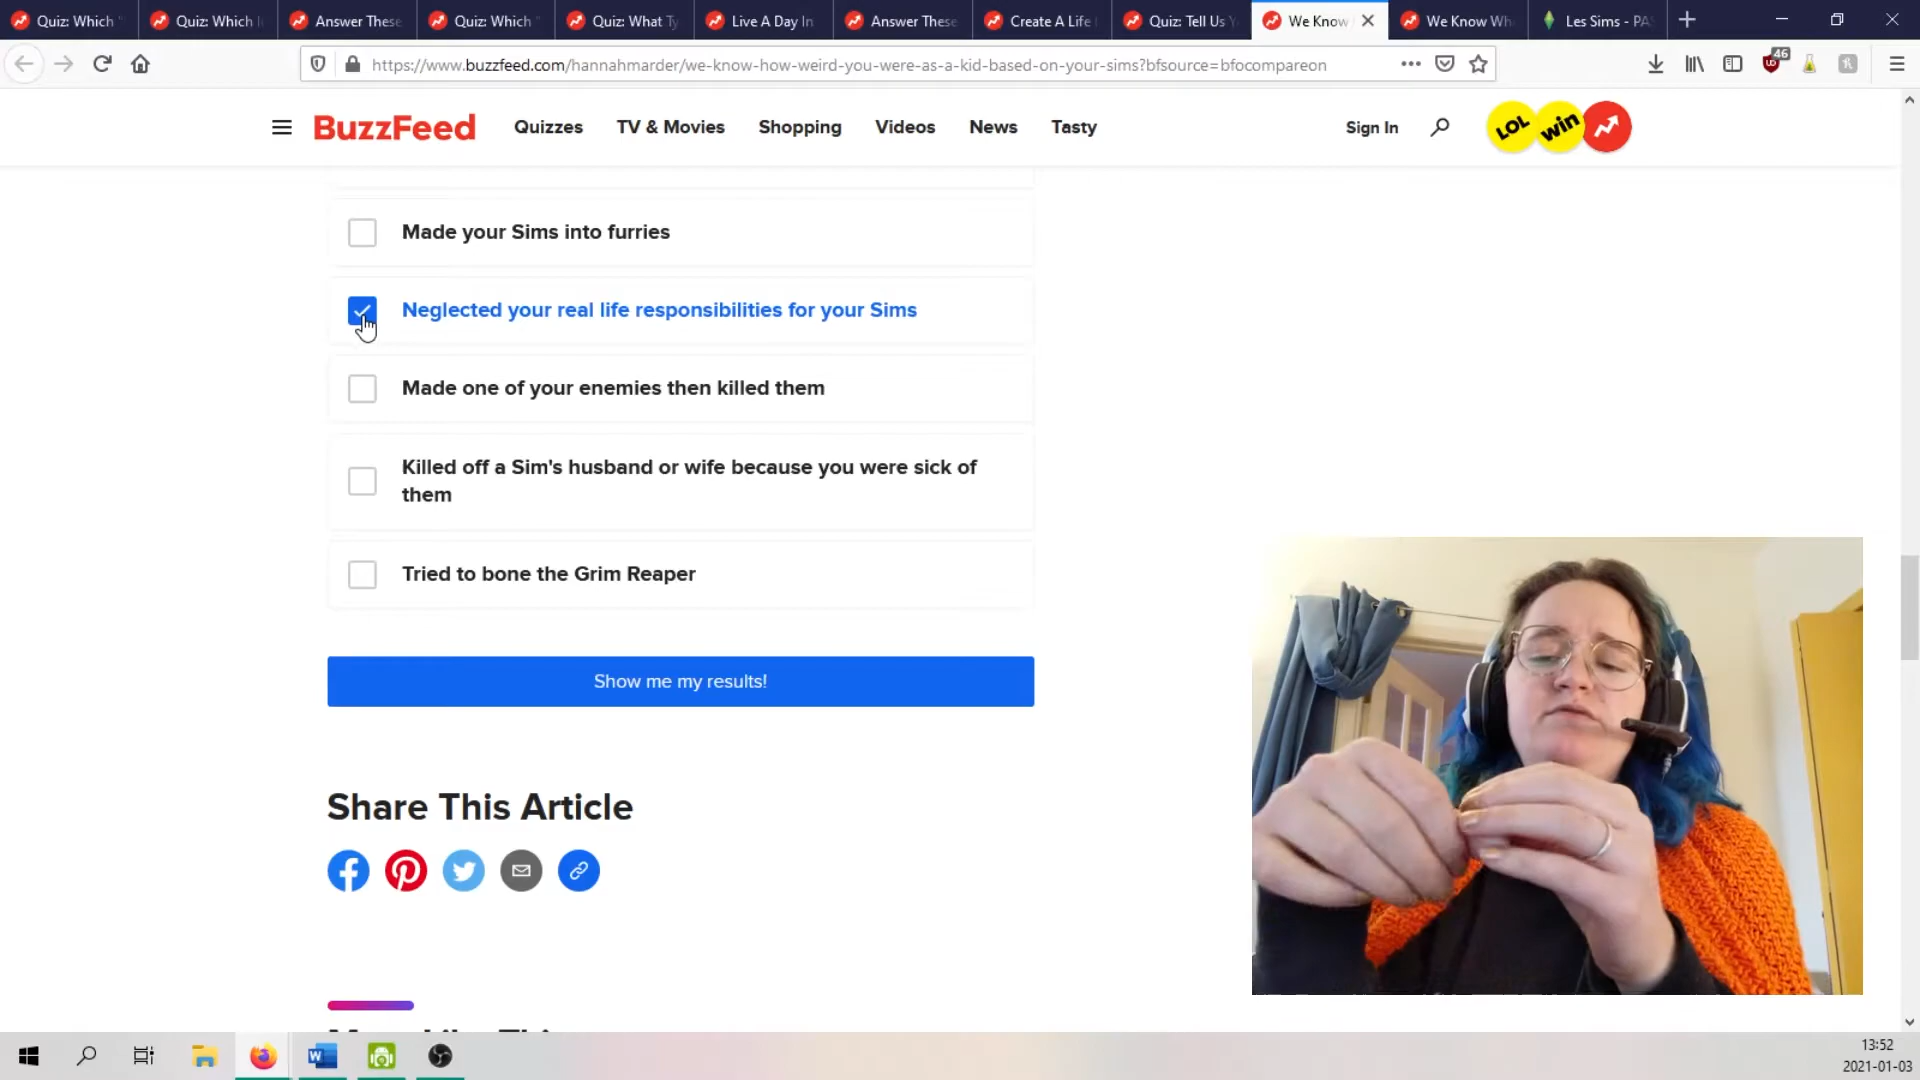 Quiz: Which "
Quiz: Which I
Answer These
Quiz: Which "
Quiz: What Ty
Live A Day In
Answer These
Create A Life
Quiz: Tell Us Y
We Know
We Know Wh
Les Sims - PAS
https://www.buzzfeed.com/hannahmarder/we-know-how-weird-you-were-as-a-kid-based-on-your-sims?bfsource=bfocompareon
46
BuzzFeed
Quizzes
TV & Movies
Shopping
Videos
News
Tasty
Sign In
LOL
win
Made your Sims into furries
Neglected your real life responsibilities for your Sims
Made one of your enemies then killed them
Killed off a Sim's husband or wife because you were sick of
them
Tried to bone the Grim Reaper
Show me my results!
Share This Article
13:52
2021-01-03